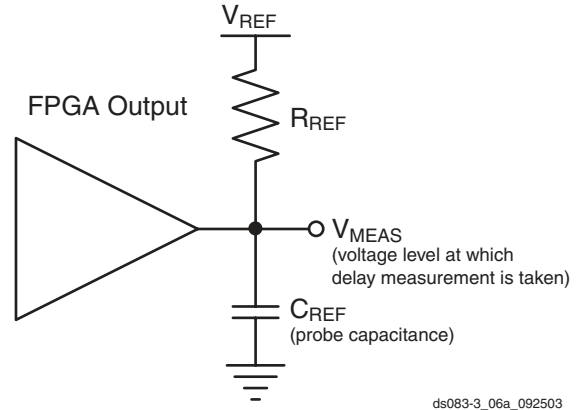 VREF
FPGA Output
RREF
VMEAS
(voltage level at which
delay measurement is taken)
CREF
(probe capacitance)
ds083-3_06a_092503